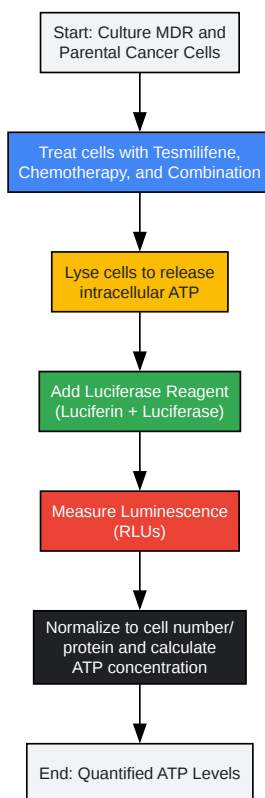 Start: Culture MDR and
Parental Cancer Cells
Treat cells with Tesmilifene,
Chemotherapy, and Combination
Lyse cells to release
intracellular ATP
Add Luciferase Reagent
(Luciferin + Luciferase)
Measure Luminescence
(RLUs)
Normalize to cell number/
protein and calculate
ATP concentration
End: Quantified ATP Levels